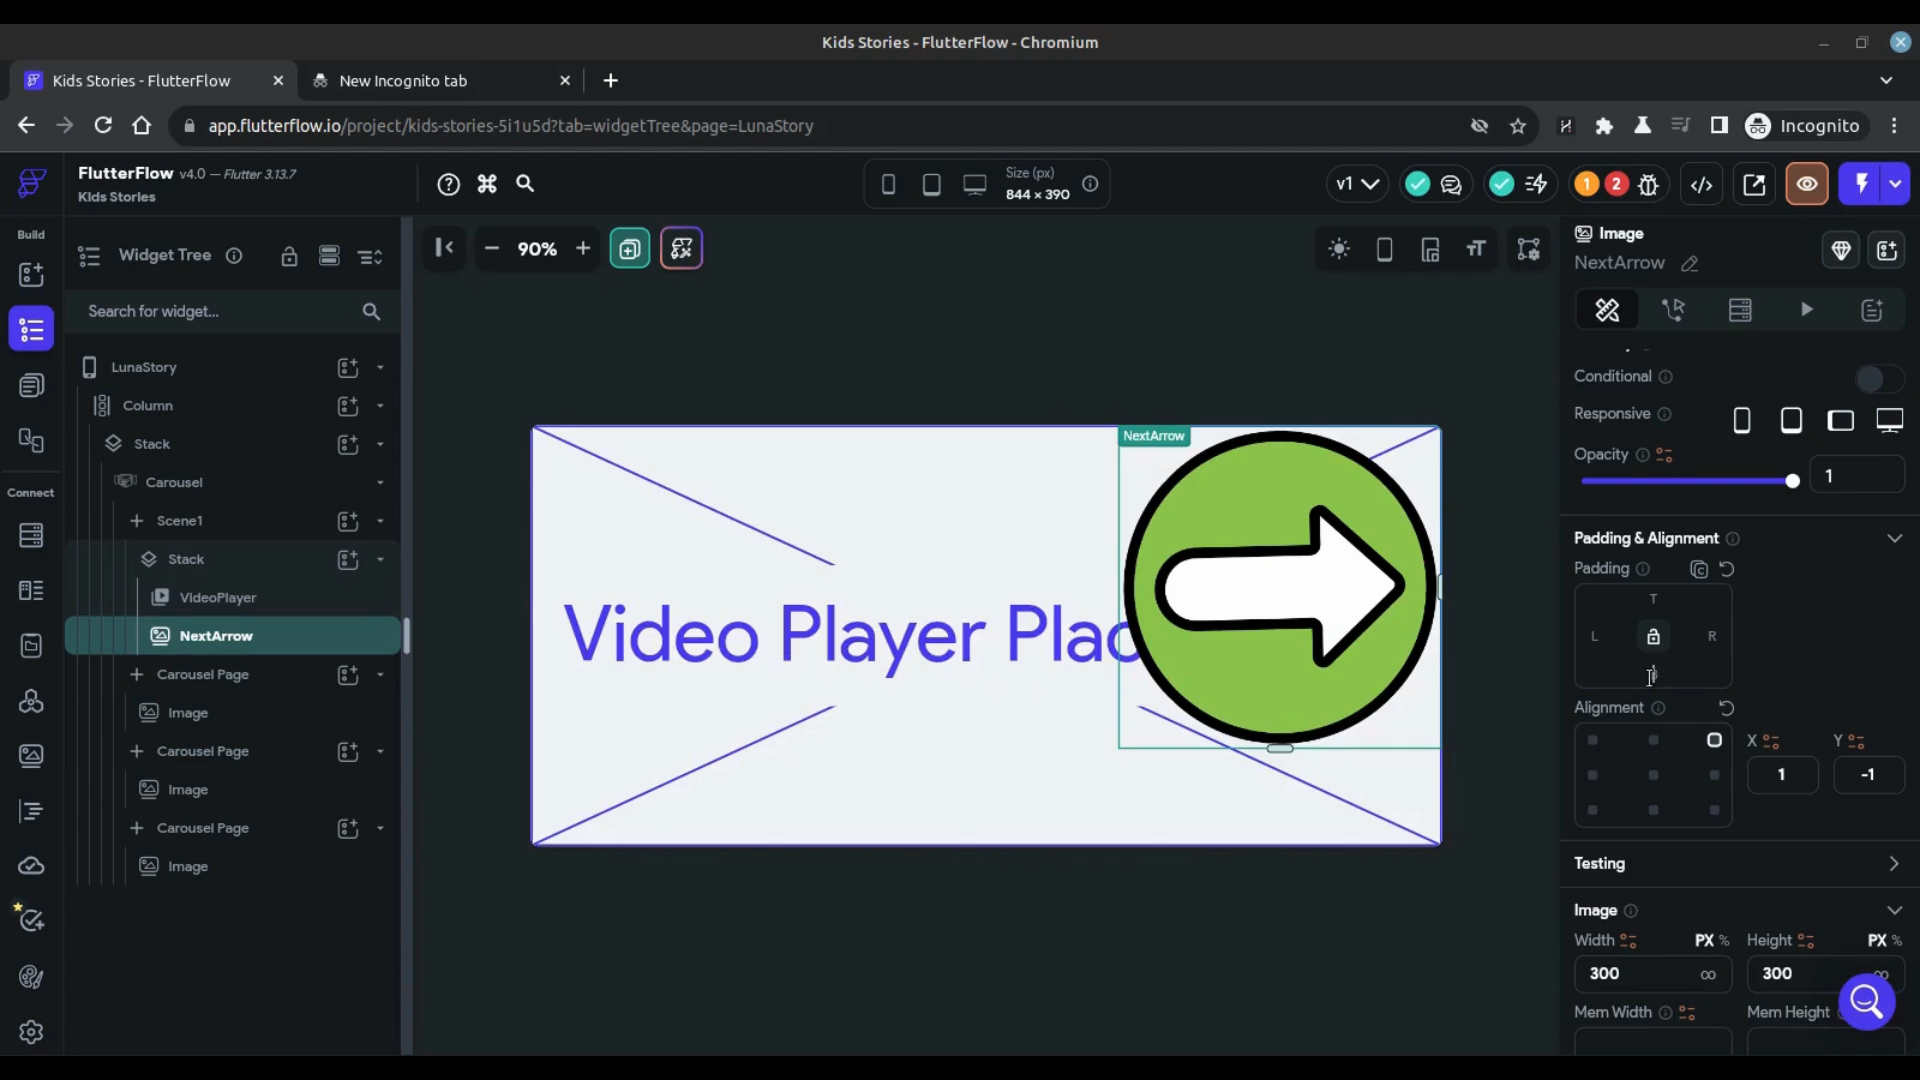 Kids Stories - FlutterFlow - Chromium
Kids Stories - FlutterFlow
New Incognito tab
app.flutterflow.io/project/kids-stories-5i1u5d?tab=widgetTree&page=LunaStory
Incognito
FlutterFlow v4.0 — Flutter 3.13.7
Kids Stories
Size (px)
844 × 390
v1
1
2
Build
Connect
Widget Tree
Search for widget...
LunaStory
Column
Stack
Carousel
Scene1
Stack
VideoPlayer
NextArrow
Carousel Page
Image
Carousel Page
Image
Carousel Page
Image
90%
NextArrow
Video Player Plac
Image
NextArrow
Conditional
Responsive
Opacity
1
Padding & Alignment
Padding
T
L
R
Alignment
X
Y
1
-1
Testing
Image
Width
PX %
Height
PX %
300
∞
300
∞
Mem Width
Mem Height